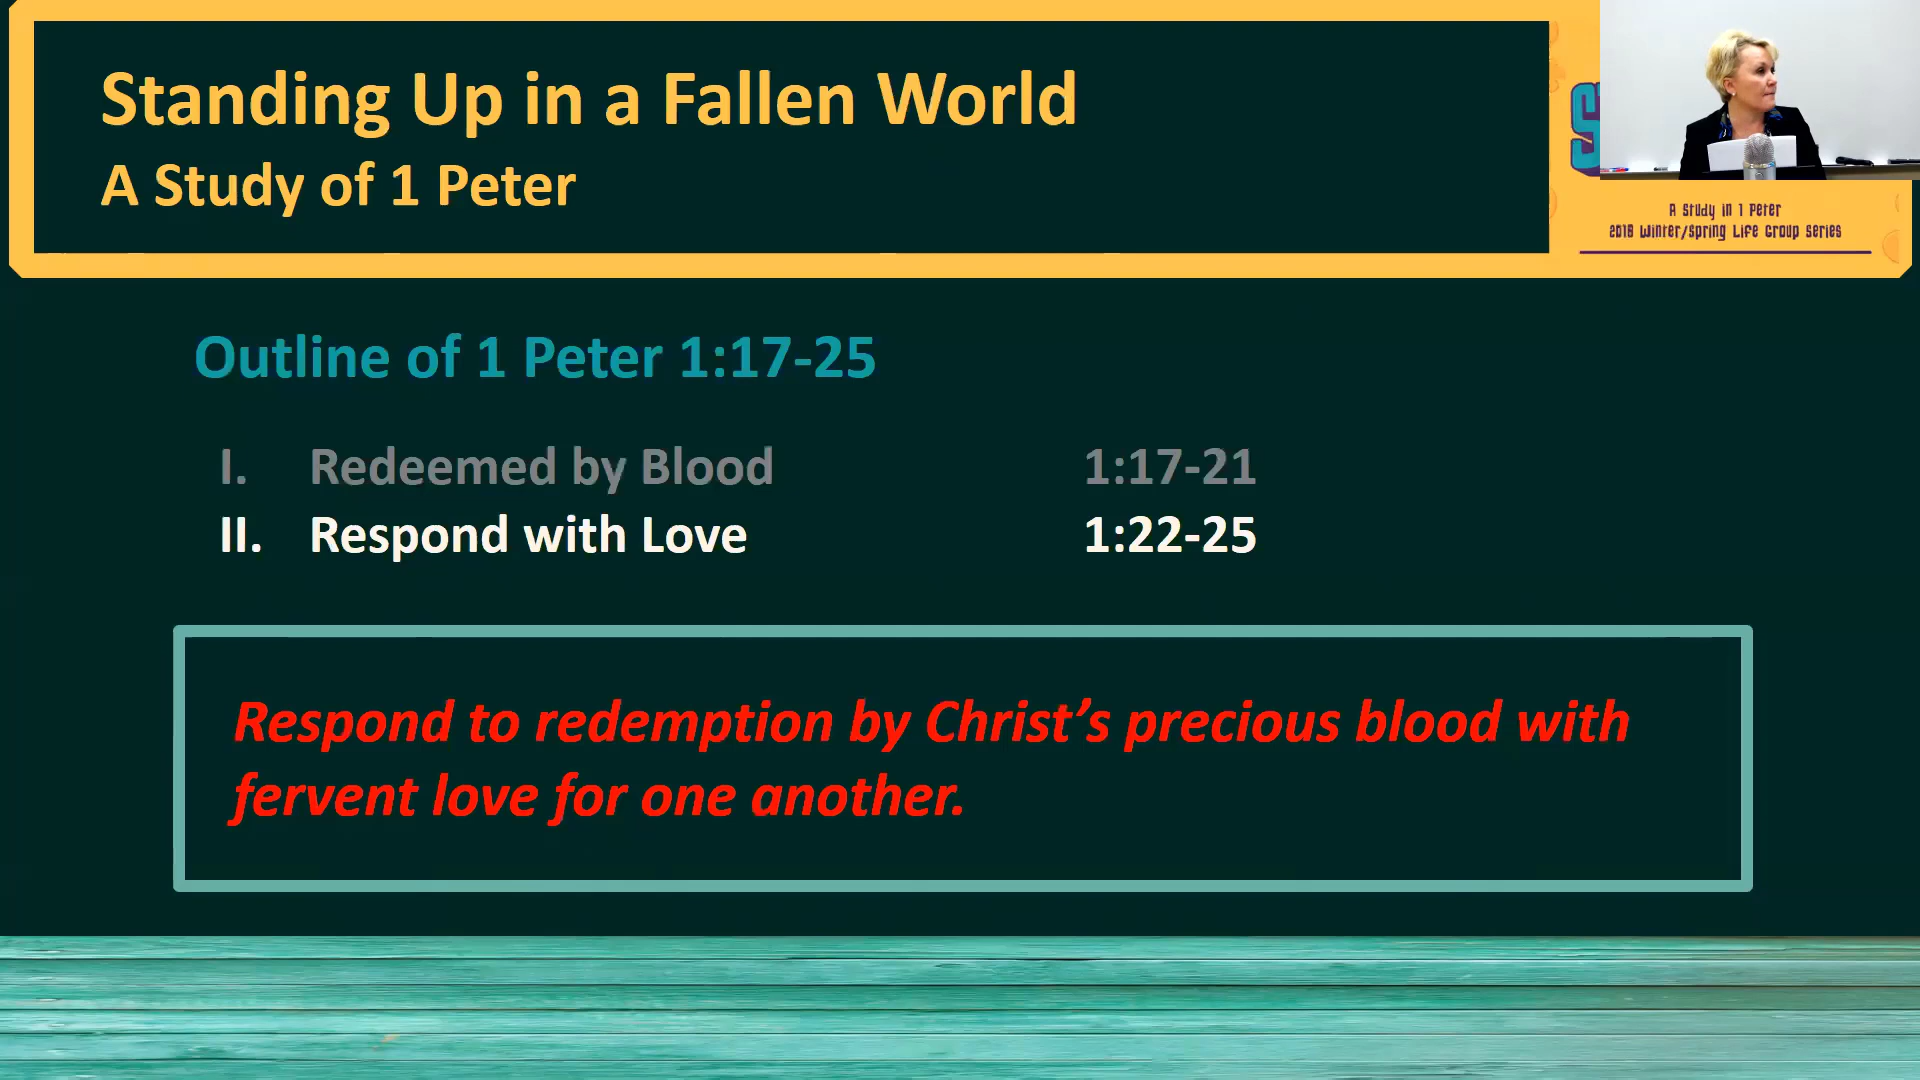 Standing Up in a Fallen World
A Study of 1 Peter
A Study in 1 Peter
2018 Winter/Spring Life Group Series
Outline of 1 Peter 1:17-25
I. Redeemed by Blood 1:17-21
II. Respond with Love 1:22-25
Respond to redemption by Christ’s precious blood with
fervent love for one another.